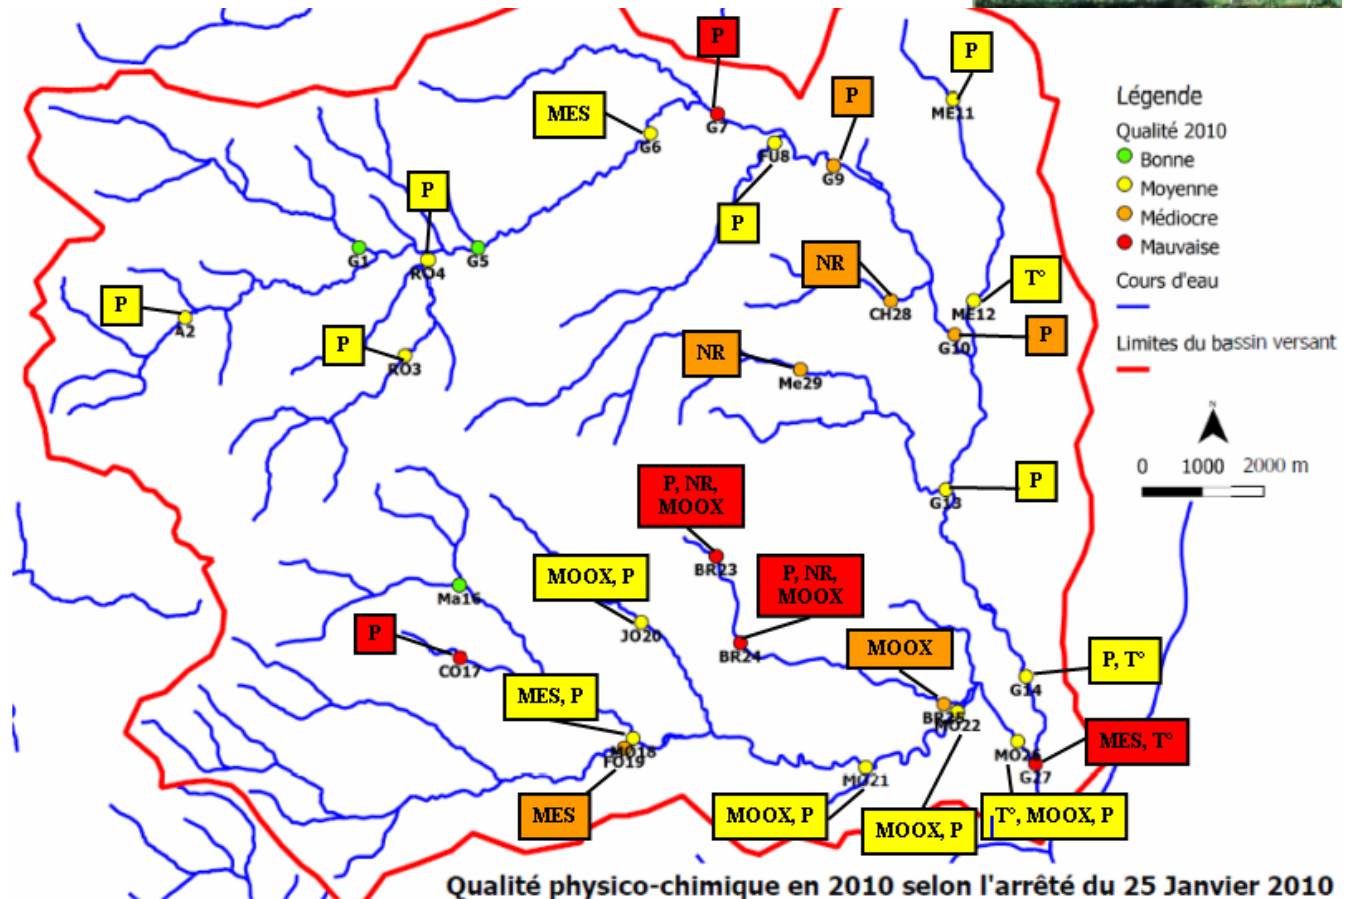 P
P
P
MES
ME11
G7
G6
FU8
G9
P
P
NR
T°
G1
RO4
G5
P
A2
CH28
ME12
P
G10
P
RO3
NR
Me29
P
G13
P, NR,
MOOX
BR23
P, NR,
MOOX
MOOX, P
Ma16
JO20
P
BR24
CO17
MOOX
P, T°
G14
MES, P
BR25
MO22
MES, T°
MO18
FO19
MO26
G27
MO21
MES
MOOX, P
MOOX, P
T°, MOOX, P
Légende
Qualité 2010
Bonne
Moyenne
Médiocre
Mauvaise
Cours d'eau
Limites du bassin versant
N
0 1000 2000 m
Qualité physico-chimique en 2010 selon l'arrêté du 25 Janvier 2010